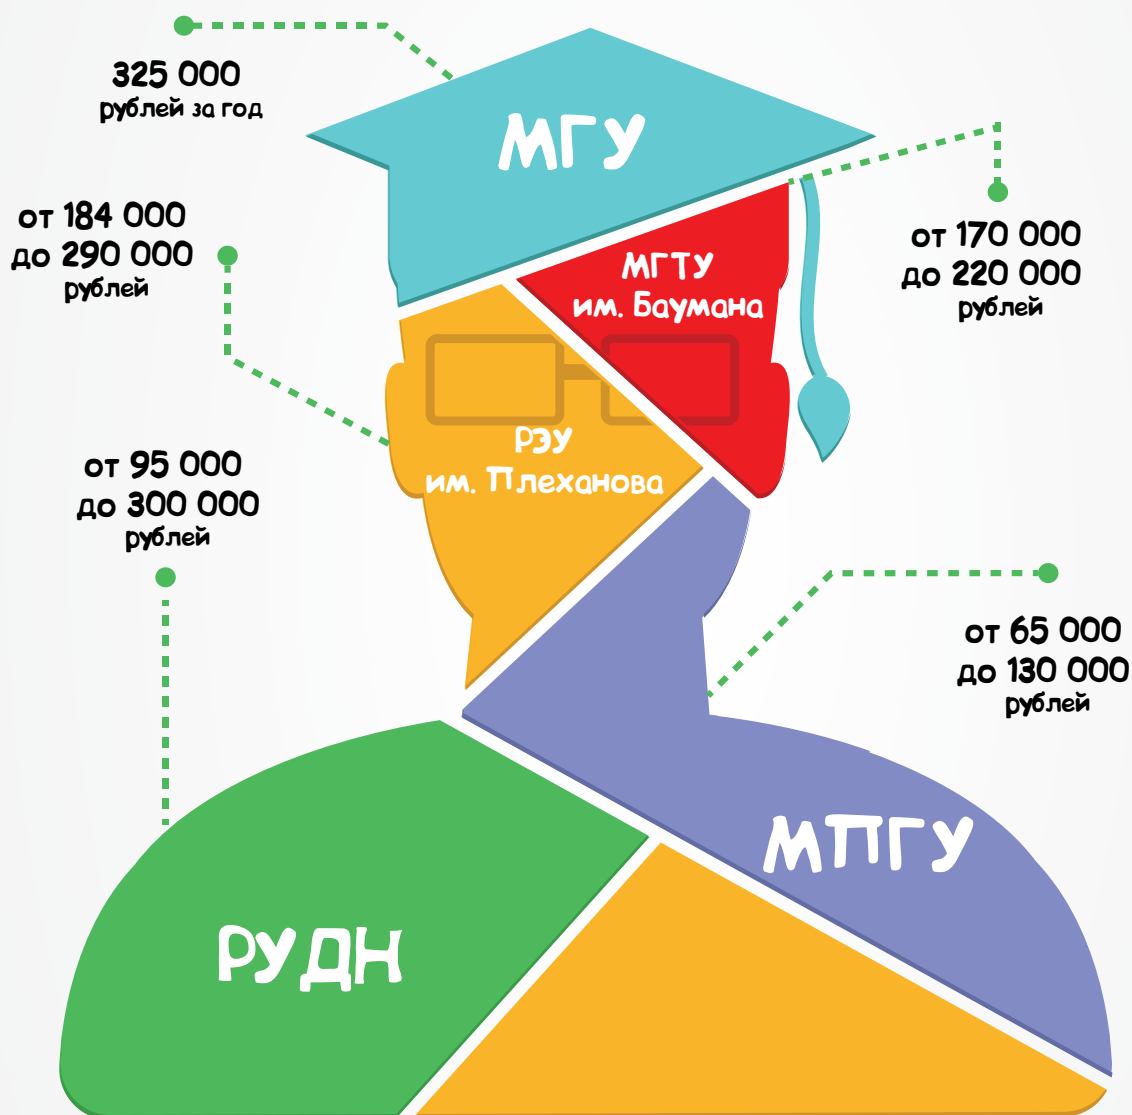 325 000
рублей за год
МГУ
от 184 000
до 290 000
рублей
от 170 000
до 220 000
рублей
МГТУ
им. Баумана
РЭУ
им. Плеханова
от 95 000
до 300 000
рублей
от 65 000
до 130 000
рублей
МПГУ
РУДН